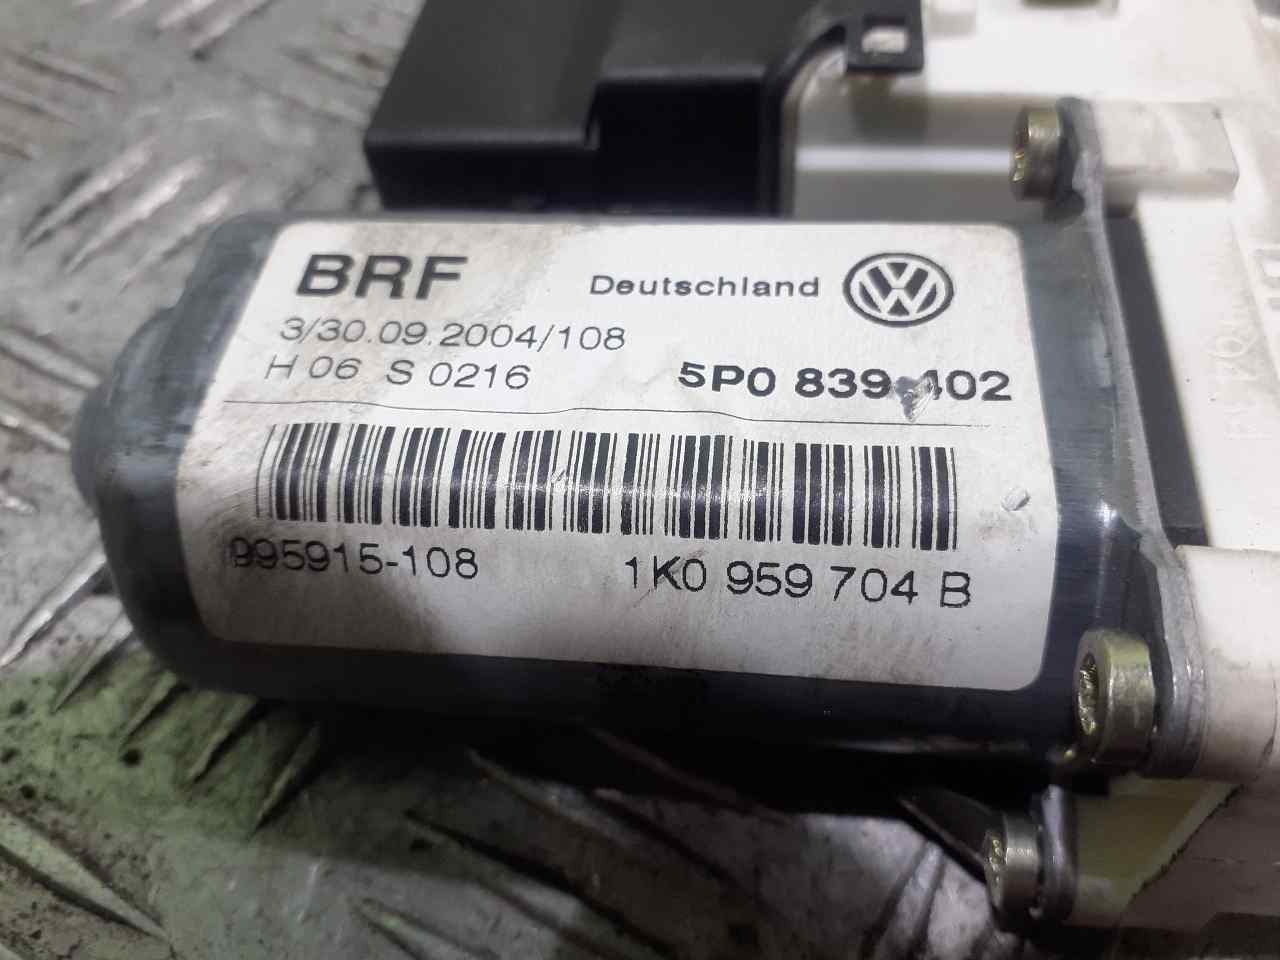 BRF
Deutschland
3/30.09.2004/108
H 06 S 0216
5P0 839 402
995915-108
1K0 959 704 B